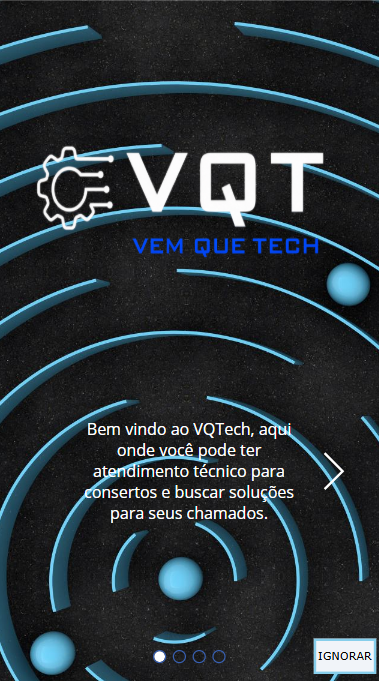 VQT
VEM QUE TECH
Bem vindo ao VQTech, aqui
onde você pode ter
atendimento técnico para
consertos e buscar soluções
para seus chamados.
IGNORAR